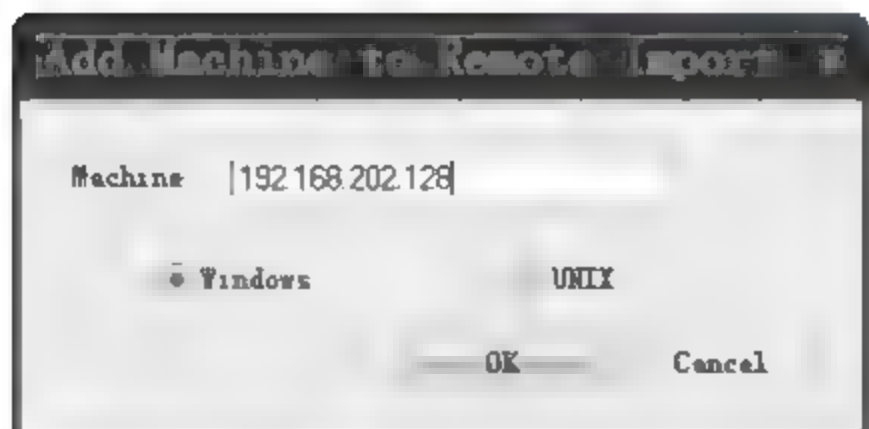 Add Machine to Remote Import
Machine 192.168.202.128
Windows UNIX
OK Cancel